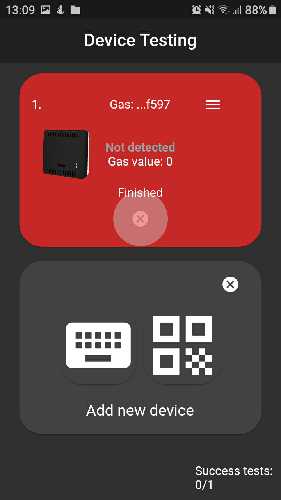 13:09 88%
Device Testing
1. Gas: ...f597
Not detected
Gas value: 0
Finished
Add new device
Success tests:
0/1